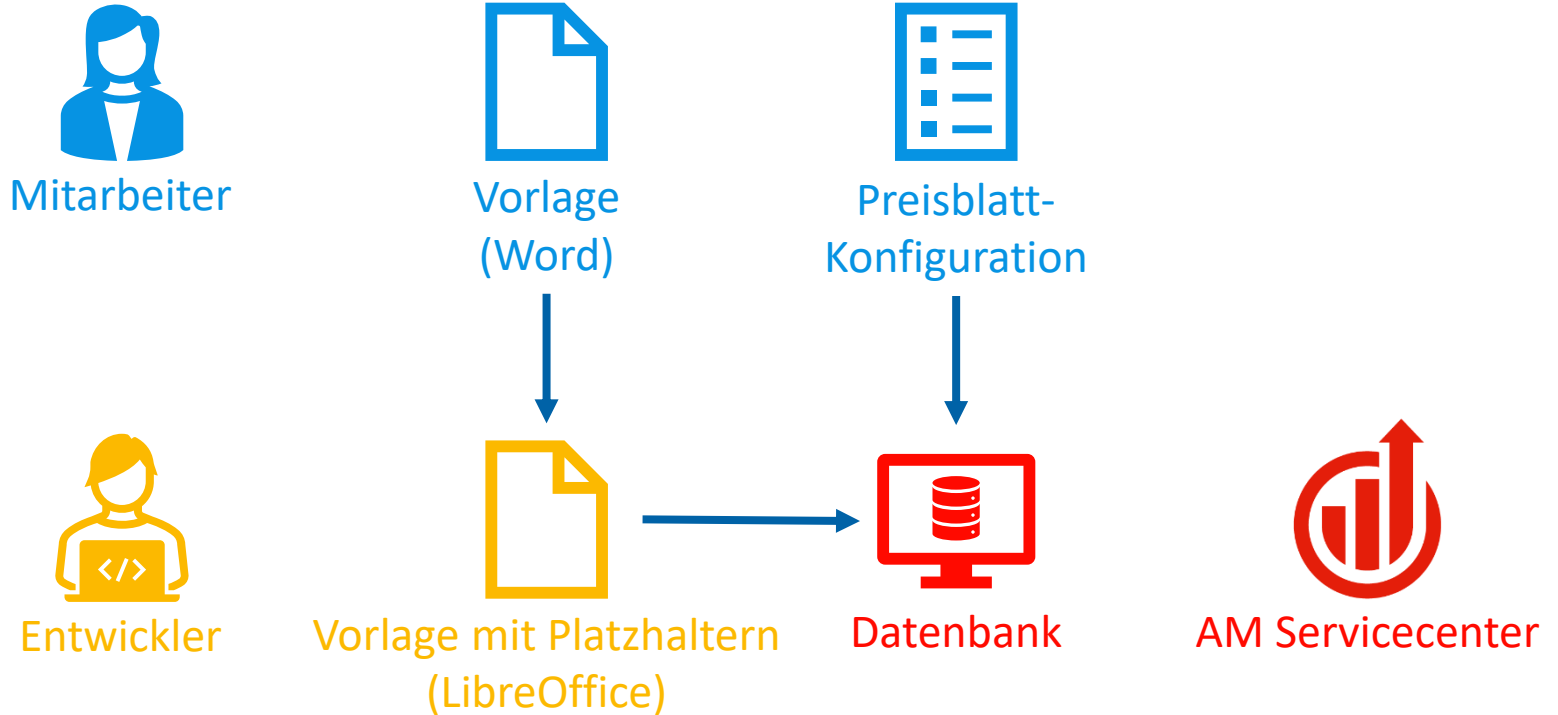 Mitarbeiter
Vorlage
(Word)
Preisblatt-
Konfiguration
</>
Entwickler
Vorlage mit Platzhaltern
(LibreOffice)
Datenbank
AM Servicecenter